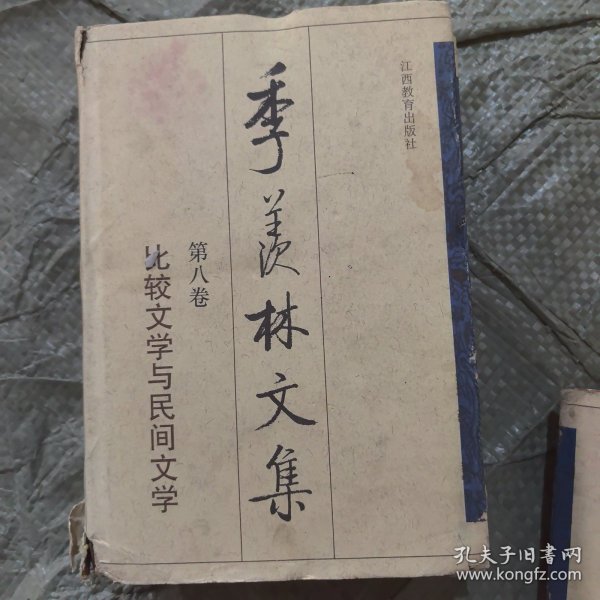 江西教育出版社
季羡林文集
第八卷
比较文学与民间文学
孔夫子旧书网
www.kongfz.com